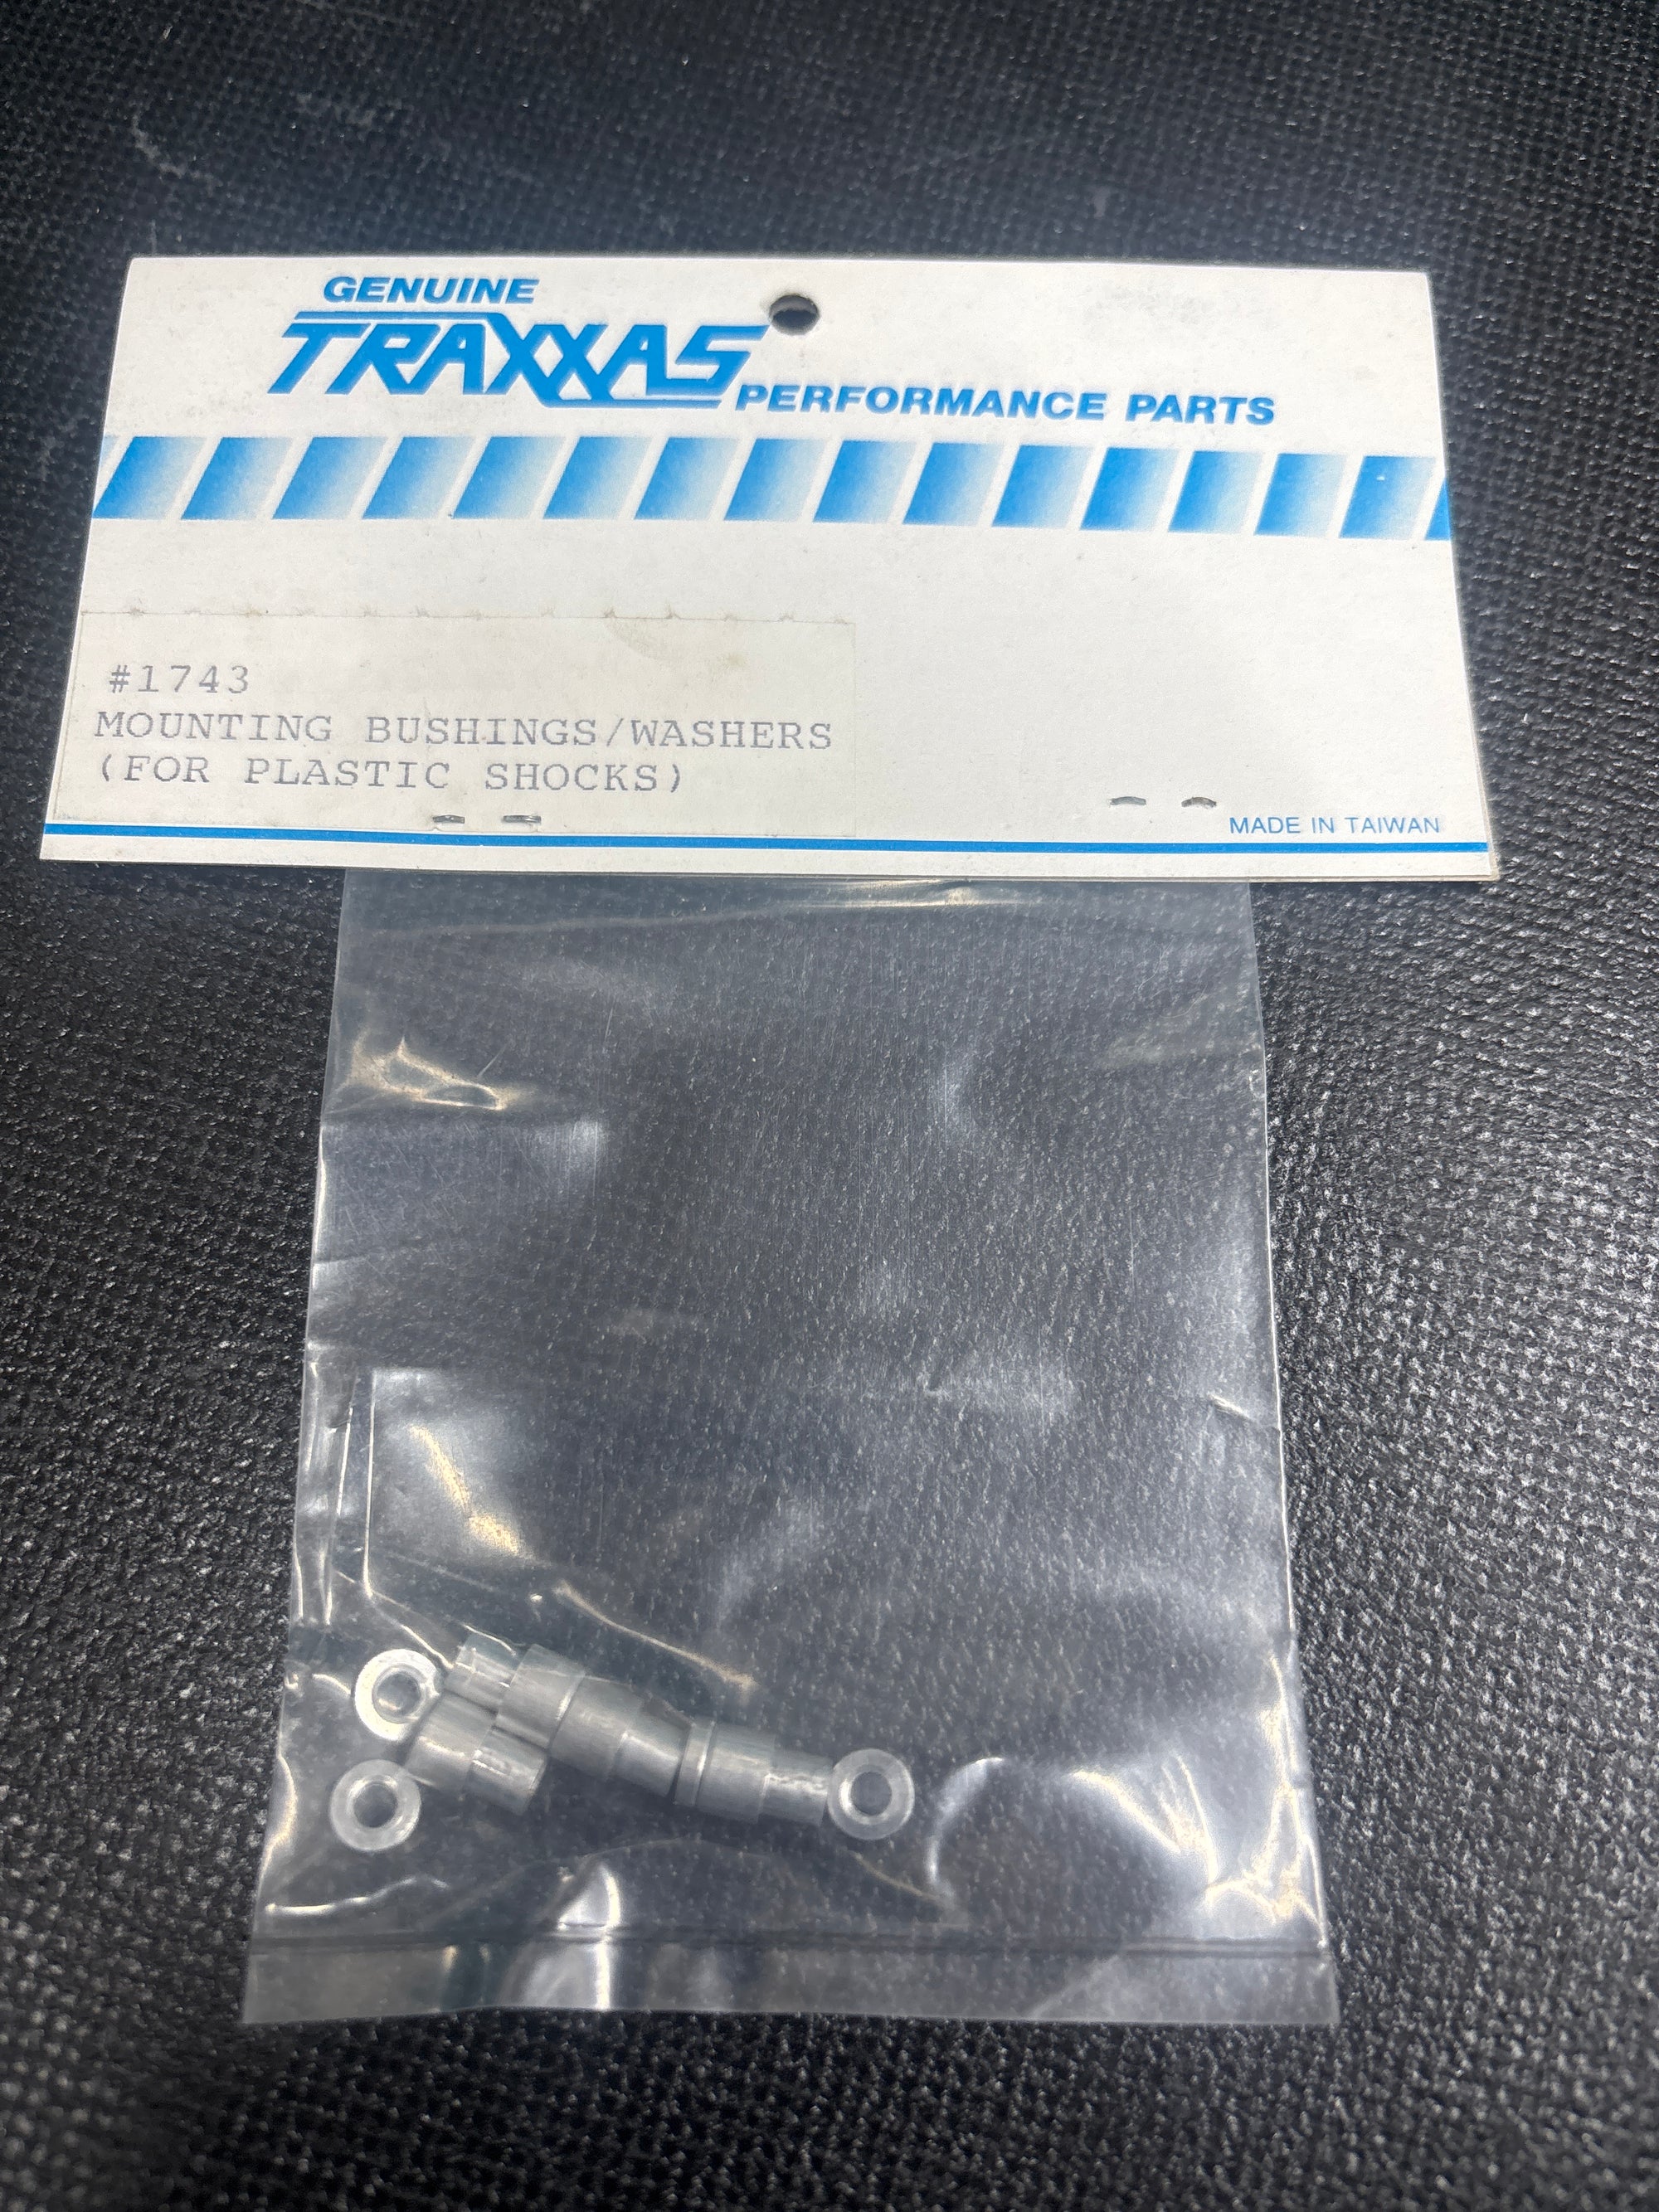 GENUINE
TRAXXAS
PERFORMANCE PARTS
#1743
MOUNTING BUSHINGS/WASHERS
(FOR PLASTIC SHOCKS)
MADE IN TAIWAN